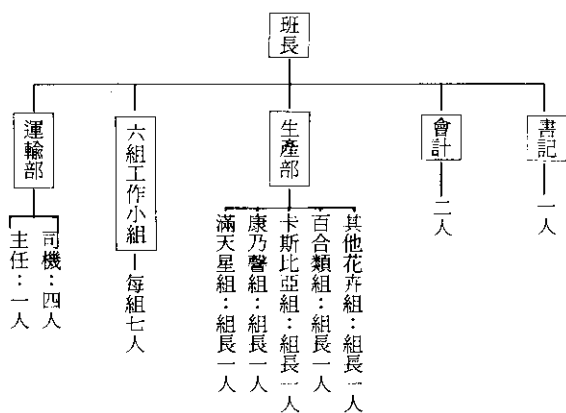 班長
書記
一人
會計
二人
生產部
其他花卉組：組長一人
百合類組：組長一人
卡斯比亞組：組長一人
康乃馨組：組長一人
滿天星組：組長一人
六組工作小組
每組七人
運輸部
司機：四人
主任：一人